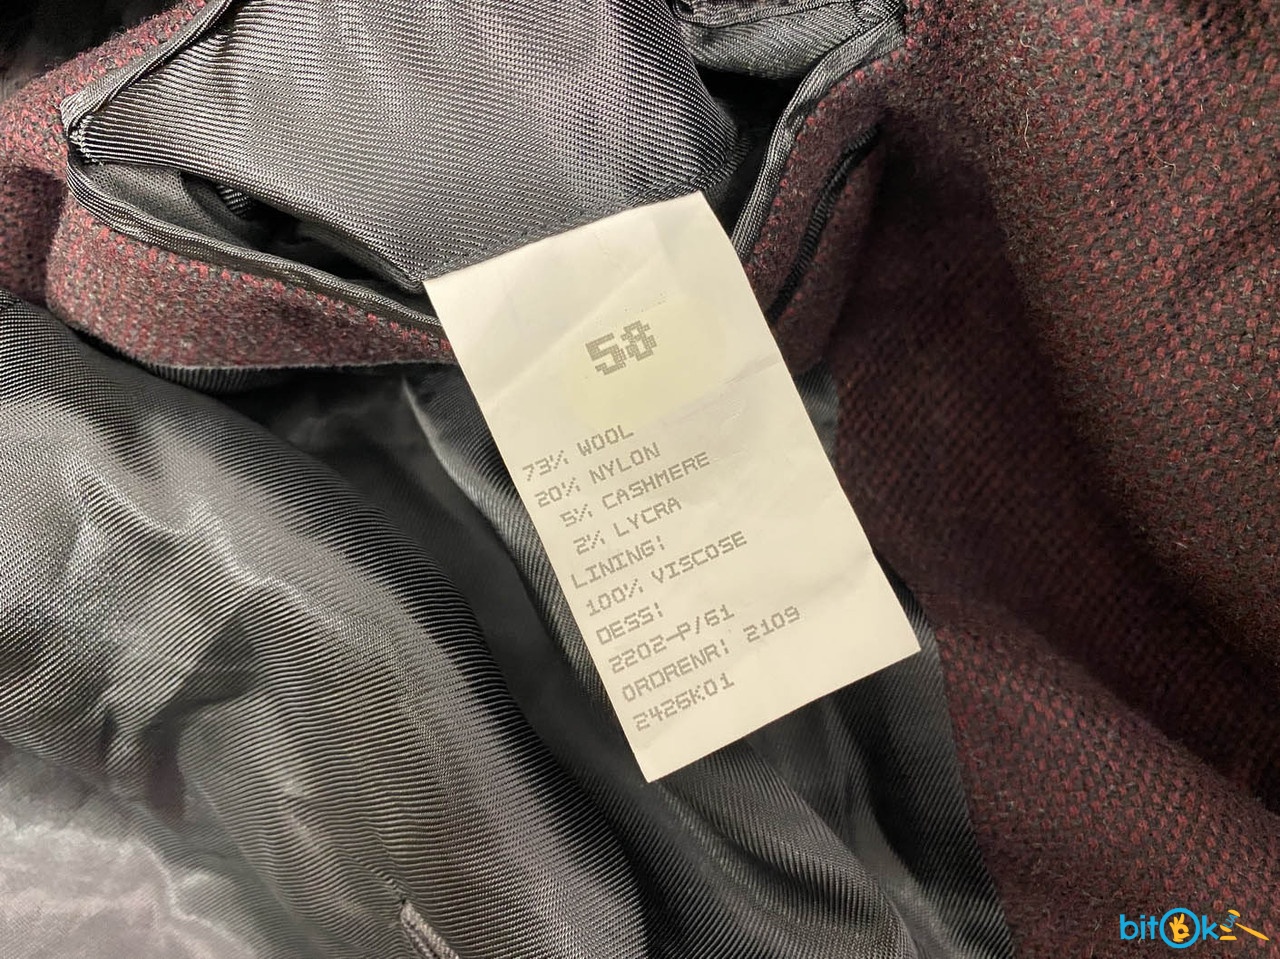 58
73% WOOL
20% NYLON
5% CASHMERE
2% LYCRA
LINING:
100% VISCOSE
DESS:
2202-P/61
ORDRENR: 2109
2426K01
bitok